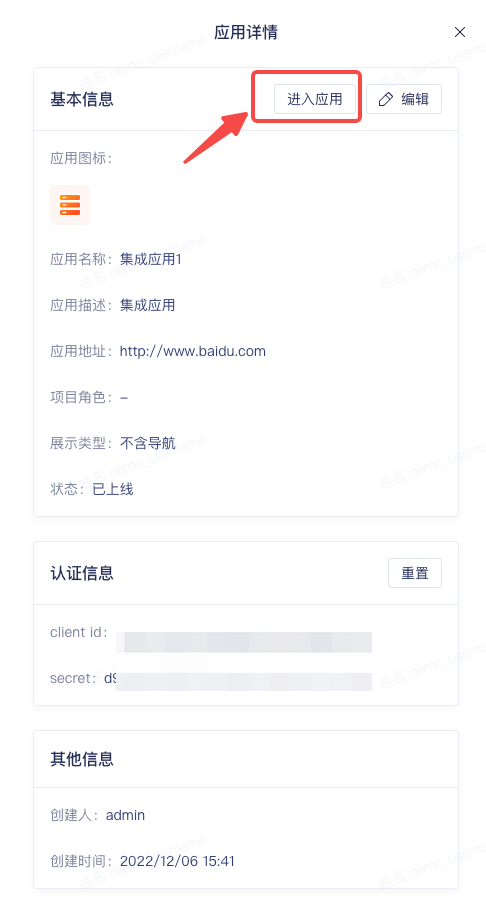 应用详情
基本信息
进入应用
编辑
应用图标：
应用名称：集成应用1
应用描述：集成应用
应用地址：http://www.baidu.com
项目角色：–
展示类型：不含导航
状态：已上线
认证信息
重置
client id：
secret：d9
其他信息
创建人：admin
创建时间：2022/12/06 15:41
姓名 demo_username